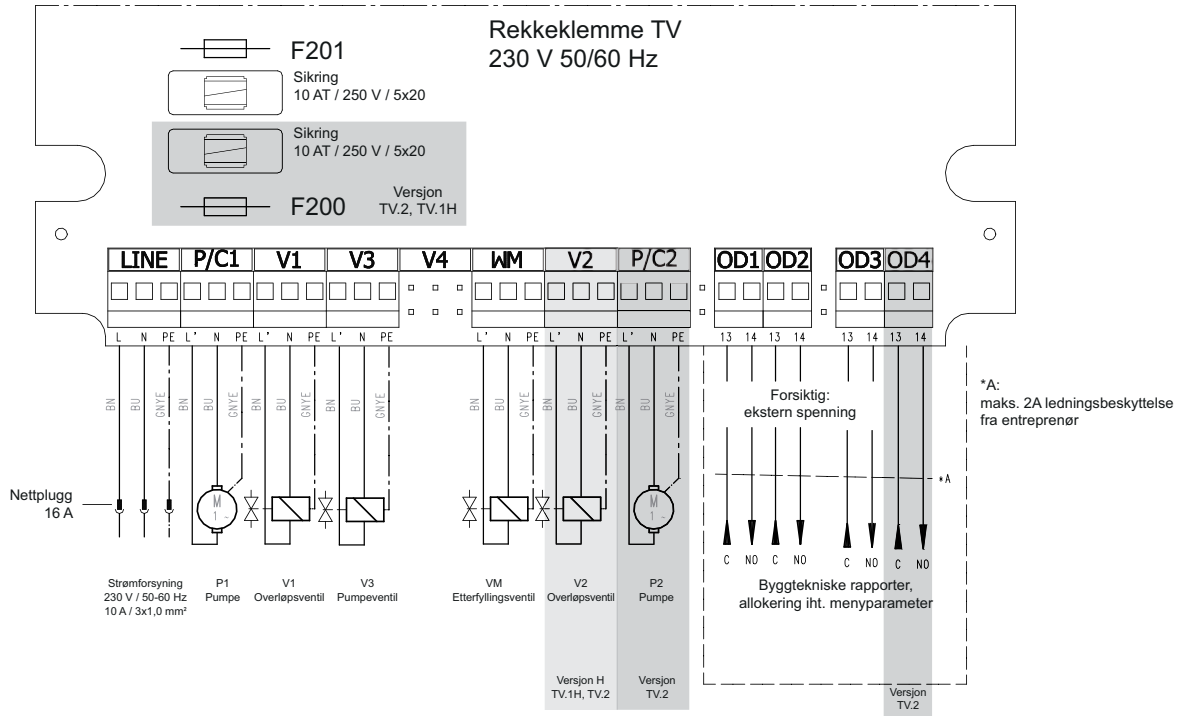 Rekkeklemme TV
230 V 50/60 Hz
F201
Sikring
10 AT / 250 V / 5x20
Sikring
10 AT / 250 V / 5x20
F200
Versjon
TV.2, TV.1H
LINE P/C1 V1 V3 V4 WM V2 P/C2 OD1 OD2 OD3 OD4
L N PE L' N PE L' N PE L' N PE L' N PE L' N PE L' N PE 13 14 13 14 13 14 13 14
BN BU GNYE BN BU GNYE BN BU GNYE BN BU GNYE BN BU GNYE BN BU GNYE BN BU GNYE
Forsiktig:
ekstern spenning
*A:
maks. 2A ledningsbeskyttelse
fra entreprenør
*A
Nettplugg
16 A
M
1 ~
M
1 ~
C NO C NO C NO C NO
Strømforsyning
230 V / 50-60 Hz
10 A / 3x1,0 mm²
P1
Pumpe
V1
Overløpsventil
V3
Pumpeventil
VM
Etterfyllingsventil
V2
Overløpsventil
P2
Pumpe
Byggtekniske rapporter,
allokering iht. menyparameter
Versjon H
TV.1H, TV.2
Versjon
TV.2
Versjon
TV.2